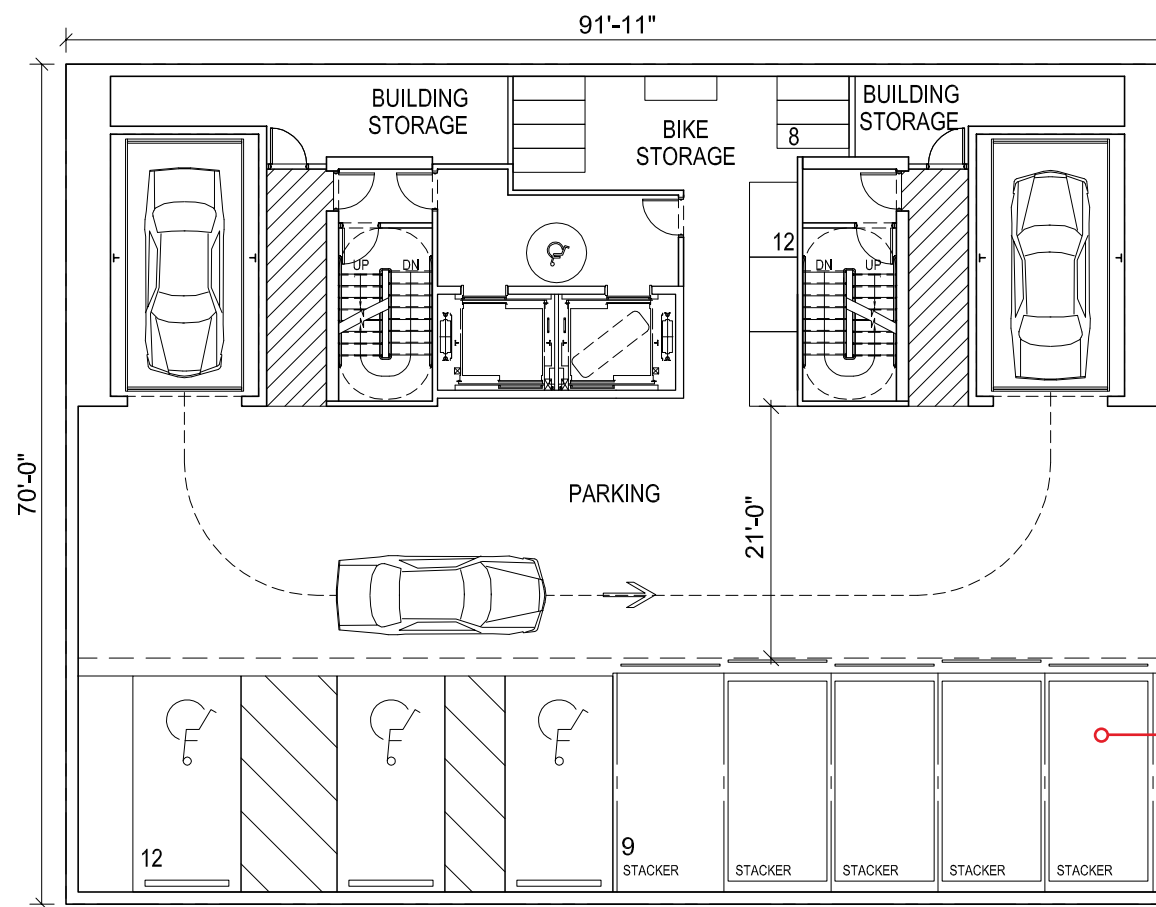 91'-11"
BUILDING
STORAGE
BIKE
STORAGE
8
BUILDING
STORAGE
12
UP
DN
DN
UP
70'-0"
PARKING
21'-0"
12
9
STACKER
STACKER
STACKER
STACKER
STACKER